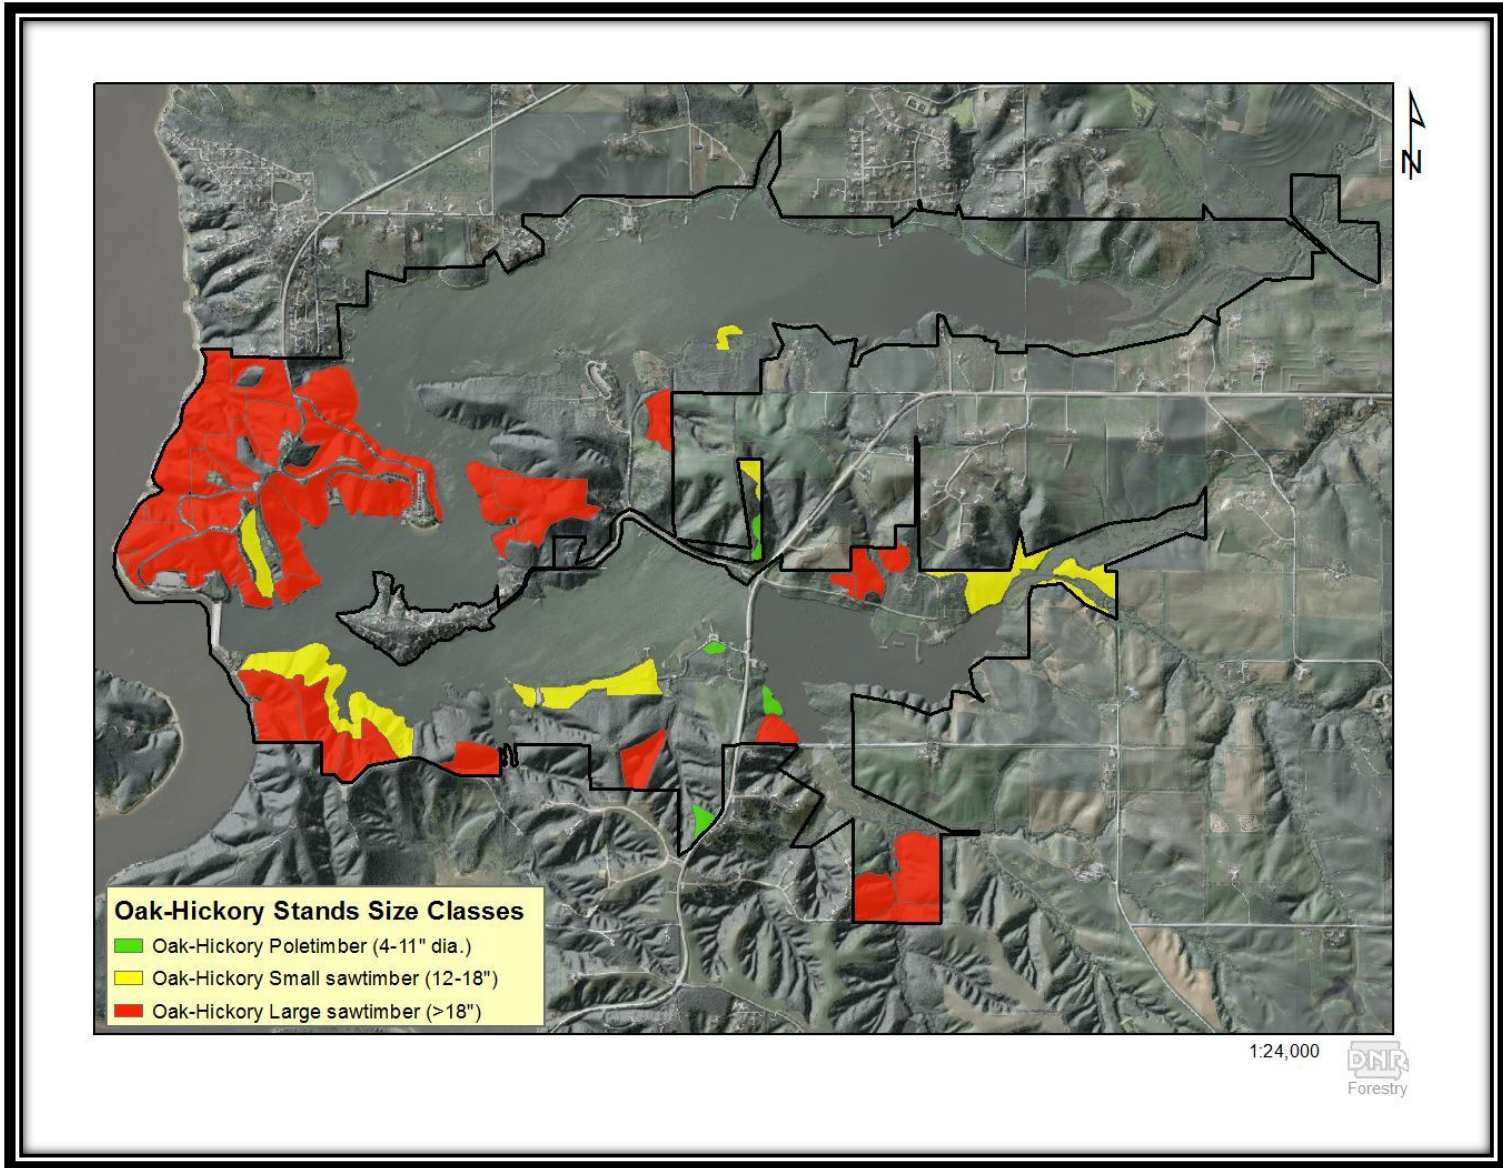 N
Oak-Hickory Stands Size Classes
Oak-Hickory Poletimber (4-11" dia.)
Oak-Hickory Small sawtimber (12-18")
Oak-Hickory Large sawtimber (>18")
1:24,000
DNR
Forestry